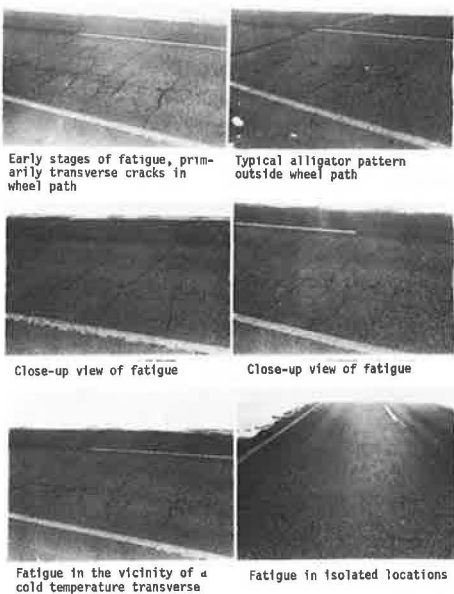 Early stages of fatigue, prim-
arily transverse cracks in
wheel path
Typical alligator pattern
outside wheel path
Close-up view of fatigue
Close-up view of fatigue
Fatigue in the vicinity of a
cold temperature transverse
Fatigue in isolated locations